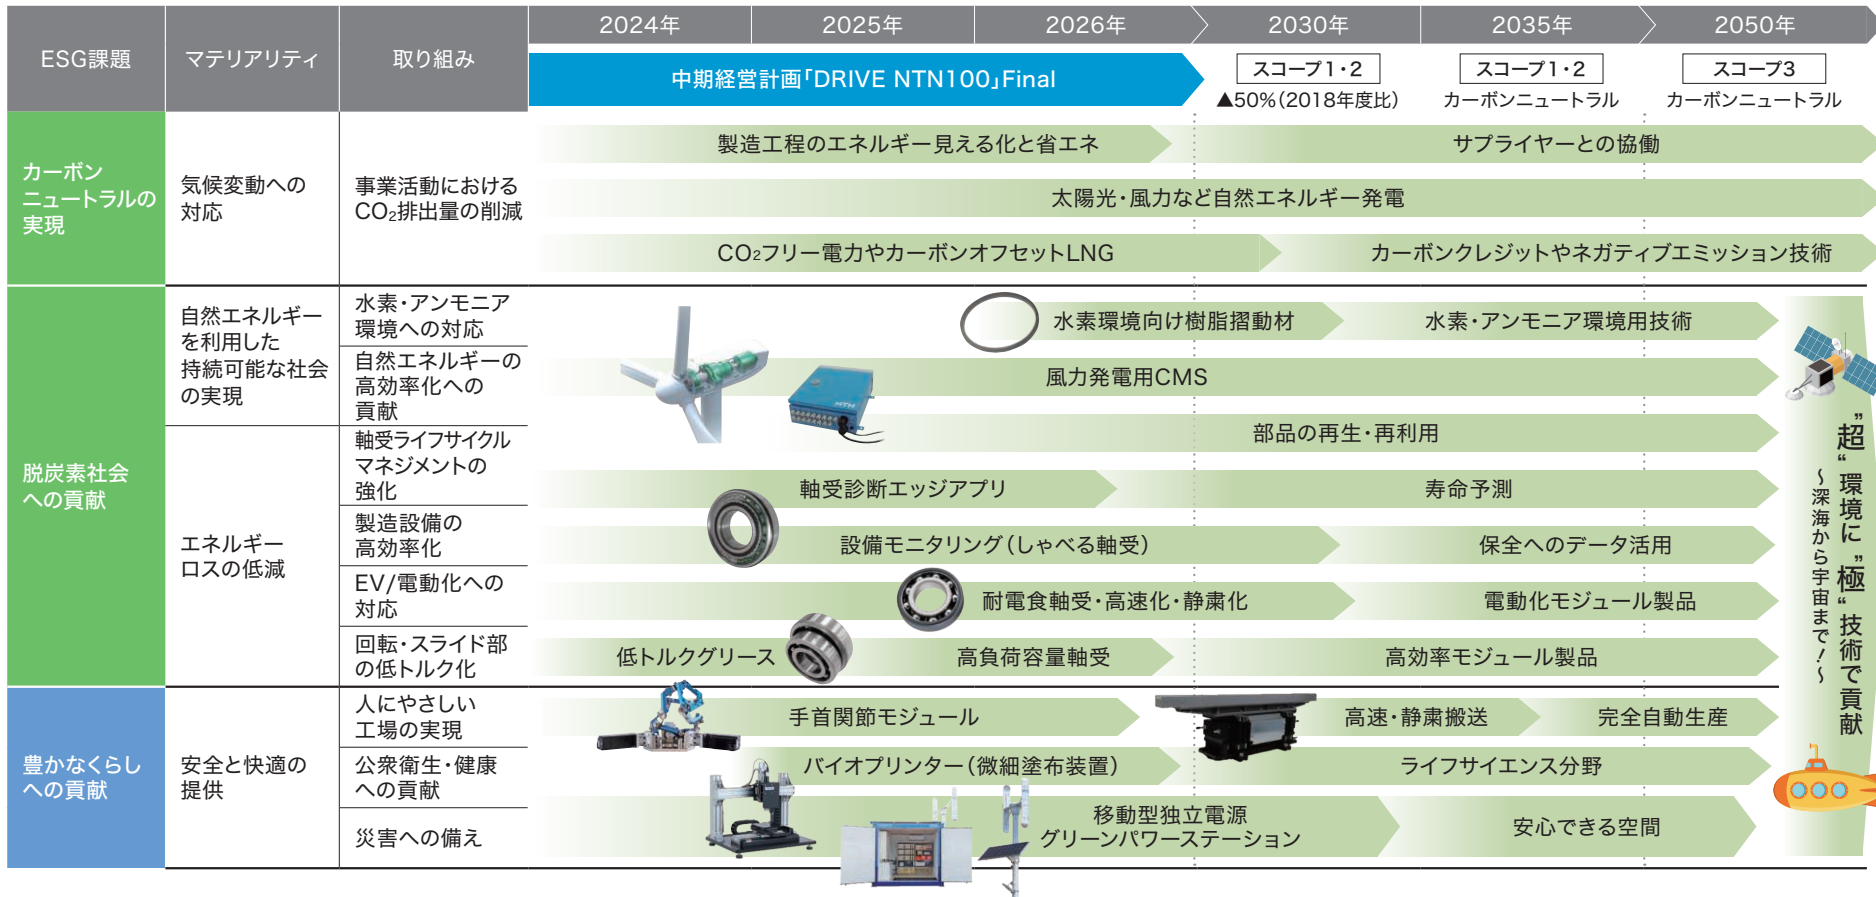 ESG課題
マテリアリティ
取り組み
2024年
2025年
2026年
2030年
2035年
2050年
中期経営計画「DRIVE NTN100」Final
スコープ1・2
▲50%(2018年度比)
スコープ1・2
カーボンニュートラル
スコープ3
カーボンニュートラル
カーボン
ニュートラルの
実現
気候変動への
対応
事業活動における
CO₂排出量の削減
製造工程のエネルギー見える化と省エネ
サプライヤーとの協働
太陽光・風力など自然エネルギー発電
CO₂フリー電力やカーボンオフセットLNG
カーボンクレジットやネガティブエミッション技術
脱炭素社会
への貢献
自然エネルギー
を利用した
持続可能な社会
の実現
水素・アンモニア
環境への対応
水素環境向け樹脂摺動材
水素・アンモニア環境用技術
自然エネルギーの
高効率化への
貢献
風力発電用CMS
NTN
部品の再生・再利用
エネルギー
ロスの低減
軸受ライフサイクル
マネジメントの
強化
軸受診断エッジアプリ
寿命予測
製造設備の
高効率化
設備モニタリング(しゃべる軸受)
保全へのデータ活用
EV/電動化への
対応
耐電食軸受・高速化・静粛化
電動化モジュール製品
回転・スライド部
の低トルク化
低トルクグリース
高負荷容量軸受
高効率モジュール製品
豊かなくらし
への貢献
安全と快適の
提供
人にやさしい
工場の実現
手首関節モジュール
高速・静粛搬送
完全自動生産
公衆衛生・健康
への貢献
バイオプリンター(微細塗布装置)
ライフサイエンス分野
災害への備え
移動型独立電源
グリーンパワーステーション
安心できる空間
”超“環境に”極“技術で貢献
～深海から宇宙まで!～